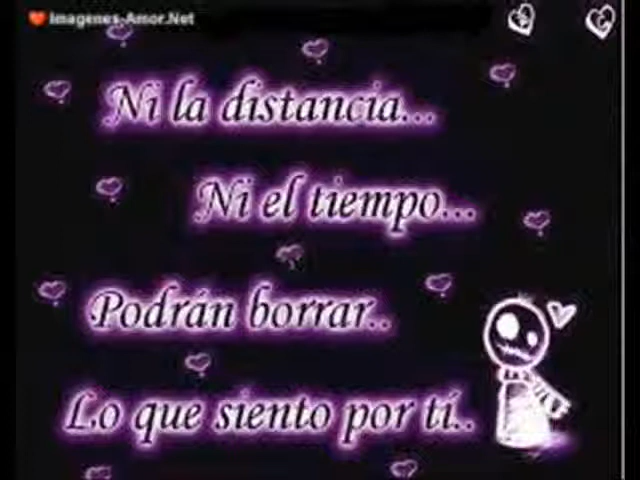 Imagenes-Amor.Net
Ni la distancia...
Ni el tiempo...
Podrán borrar..
Lo que siento por tí..